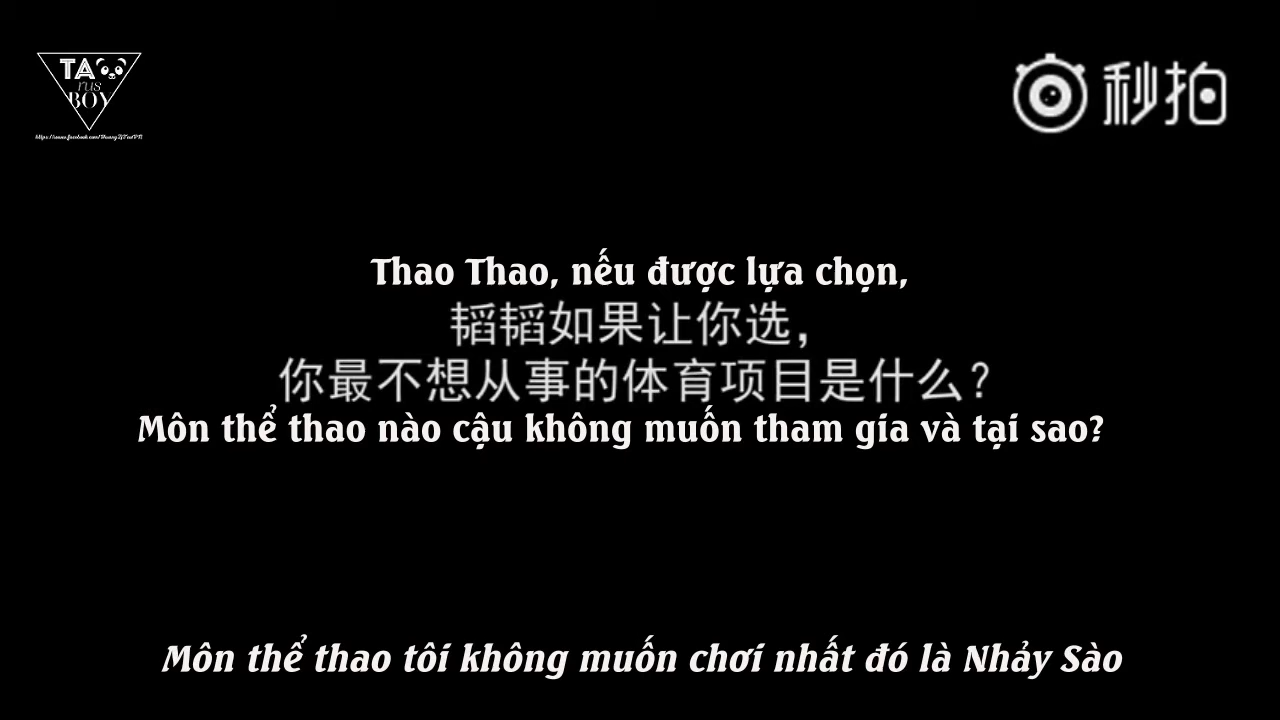 TA
rus
BOY
秒拍
Thao Thao, nếu được lựa chọn,
韬韬如果让你选，
你最不想从事的体育项目是什么？
Môn thể thao nào cậu không muốn tham gia và tại sao?
Môn thể thao tôi không muốn chơi nhất đó là Nhảy Sào